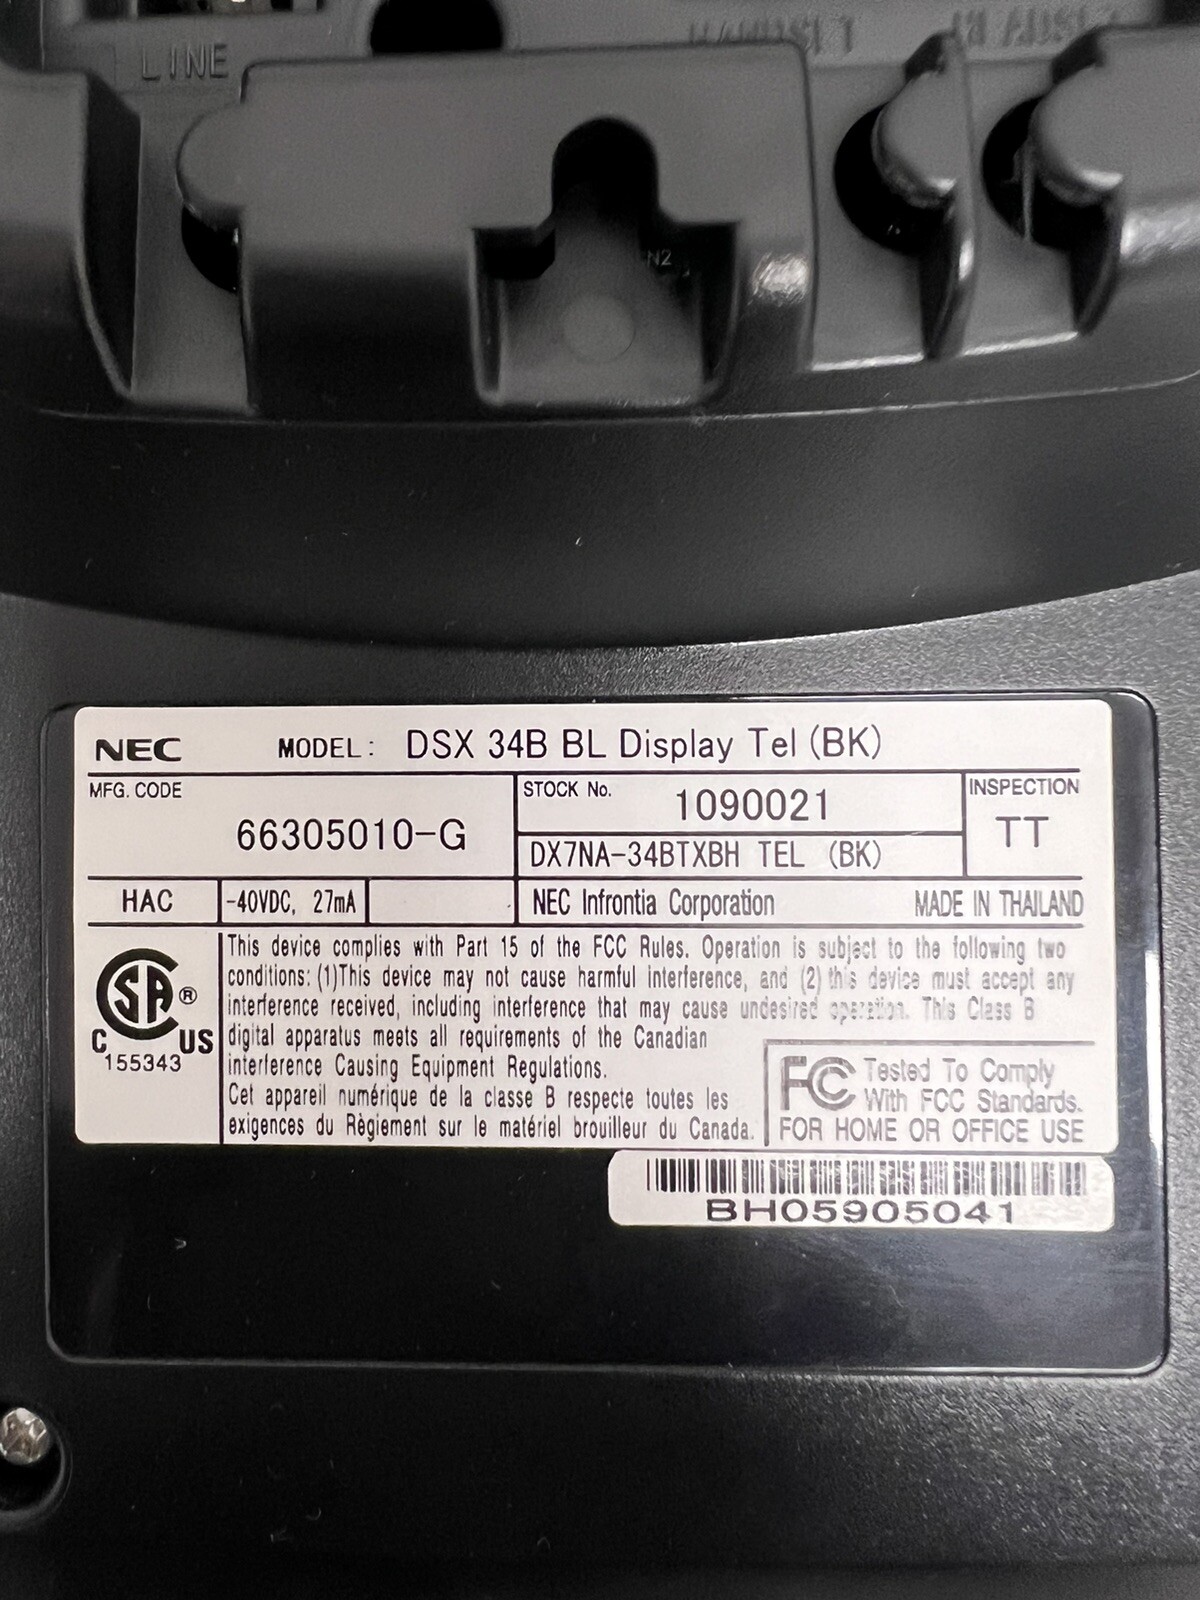 LINE
HANDSET
HEADSET
N2
NEC MODEL: DSX 34B BL Display Tel (BK)
MFG. CODE
66305010-G
STOCK No. 1090021
DX7NA-34BTXBH TEL (BK)
INSPECTION
TT
HAC -40VDC, 27mA NEC Infrontia Corporation MADE IN THAILAND
This device complies with Part 15 of the FCC Rules. Operation is subject to the following two
conditions: (1)This device may not cause harmful interference, and (2) this device must accept any
interference received, including interference that may cause undesired operation. This Class B
digital apparatus meets all requirements of the Canadian
Interference Causing Equipment Regulations.
Cet appareil numérique de la classe B respecte toutes les
exigences du Règiement sur le matériel brouilleur du Canada.
SA ®
C US
155343
FC Tested To Comply
With FCC Standards.
FOR HOME OR OFFICE USE
BH05905041